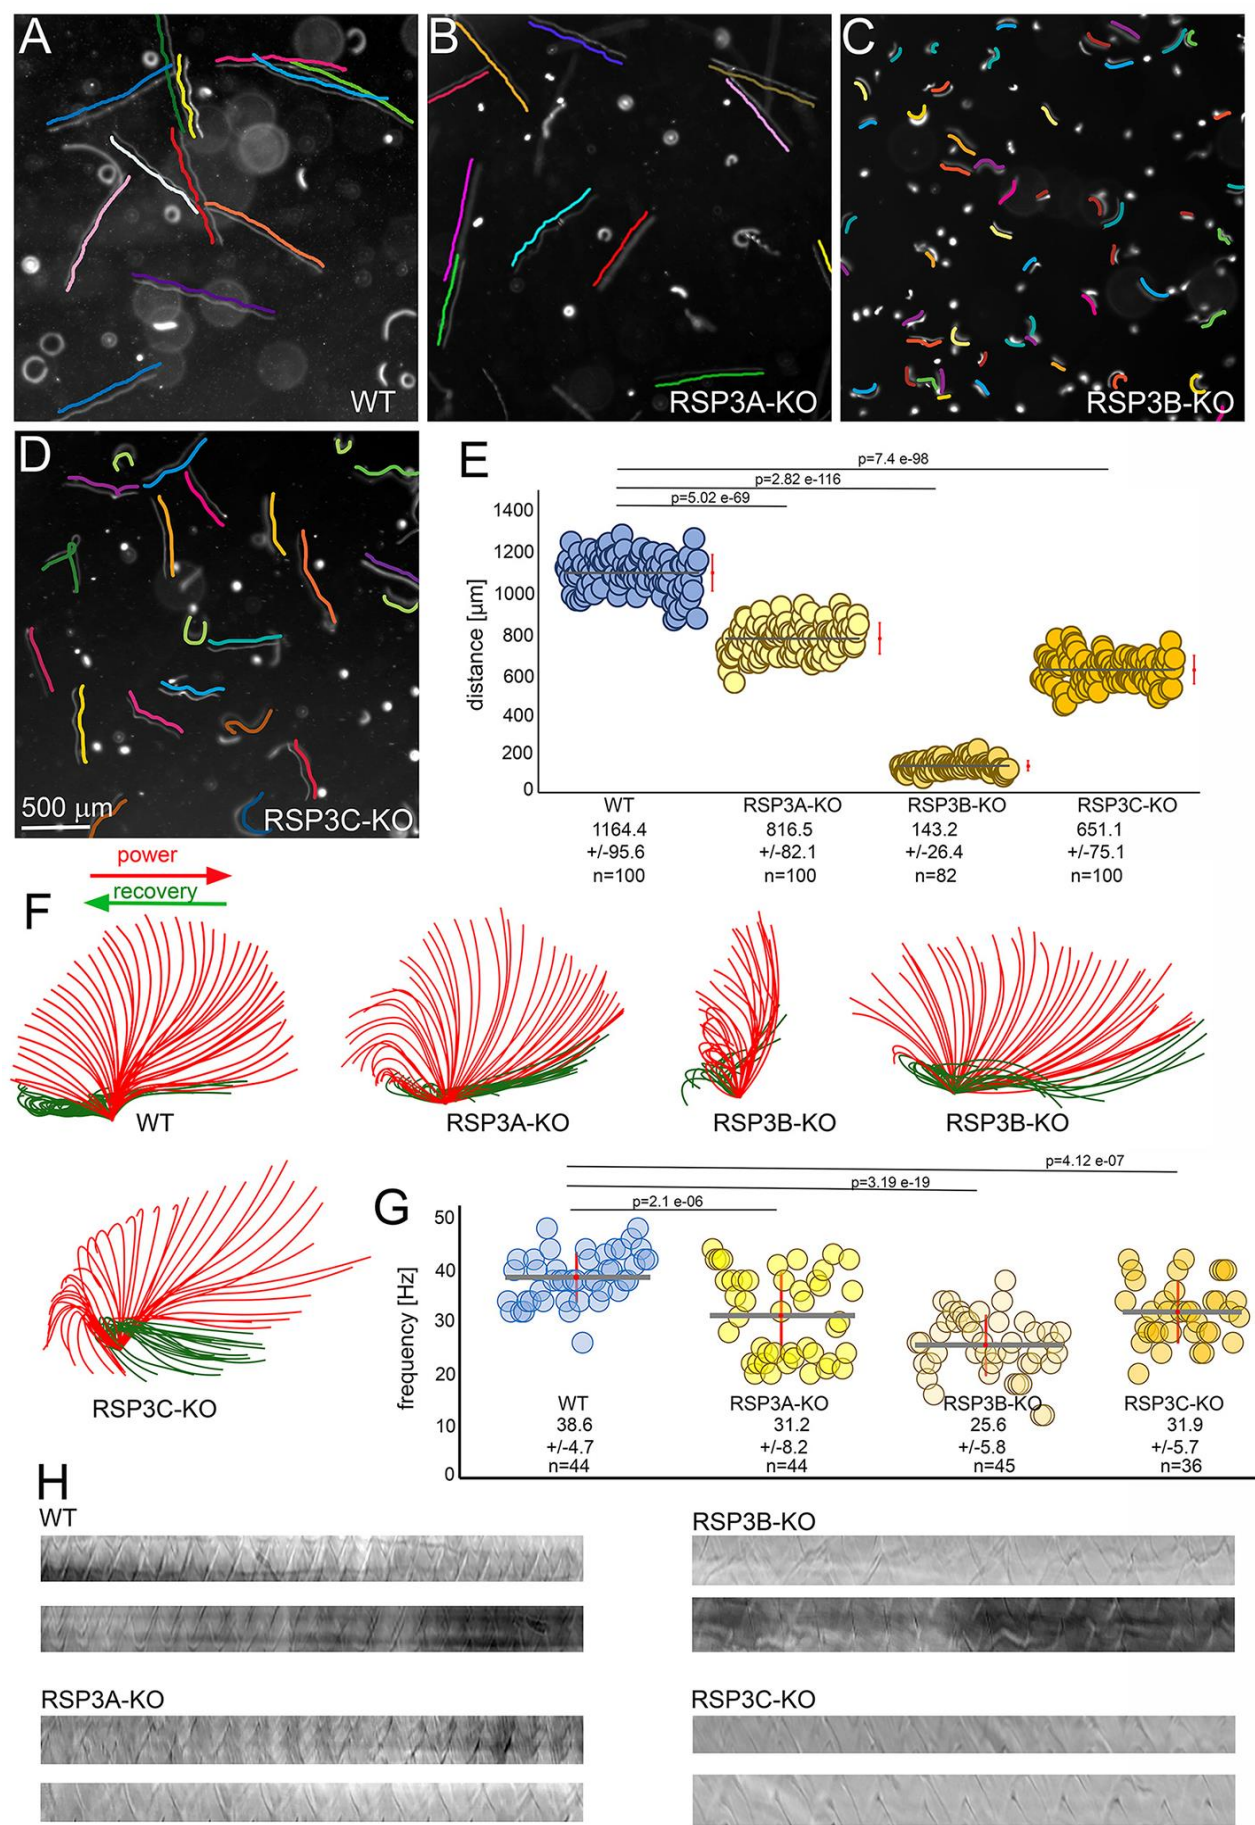 A
WT
B
RSP3A-KO
C
RSP3B-KO
D
500 µm
RSP3C-KO
E
p=7.4 e-98
p=2.82 e-116
p=5.02 e-69
distance [µm]
1400
1200
1000
800
600
400
200
0
WT RSP3A-KO RSP3B-KO RSP3C-KO
1164.4 816.5 143.2 651.1
+/-95.6 +/-82.1 +/-26.4 +/-75.1
n=100 n=100 n=82 n=100
power
recovery
F
WT RSP3A-KO RSP3B-KO RSP3B-KO
RSP3C-KO
G
p=4.12 e-07
p=3.19 e-19
p=2.1 e-06
frequency [Hz]
50
40
30
20
10
0
WT RSP3A-KO RSP3B-KO RSP3C-KO
38.6 31.2 25.6 31.9
+/-4.7 +/-8.2 +/-5.8 +/-5.7
n=44 n=44 n=45 n=36
H
WT
RSP3B-KO
RSP3A-KO
RSP3C-KO